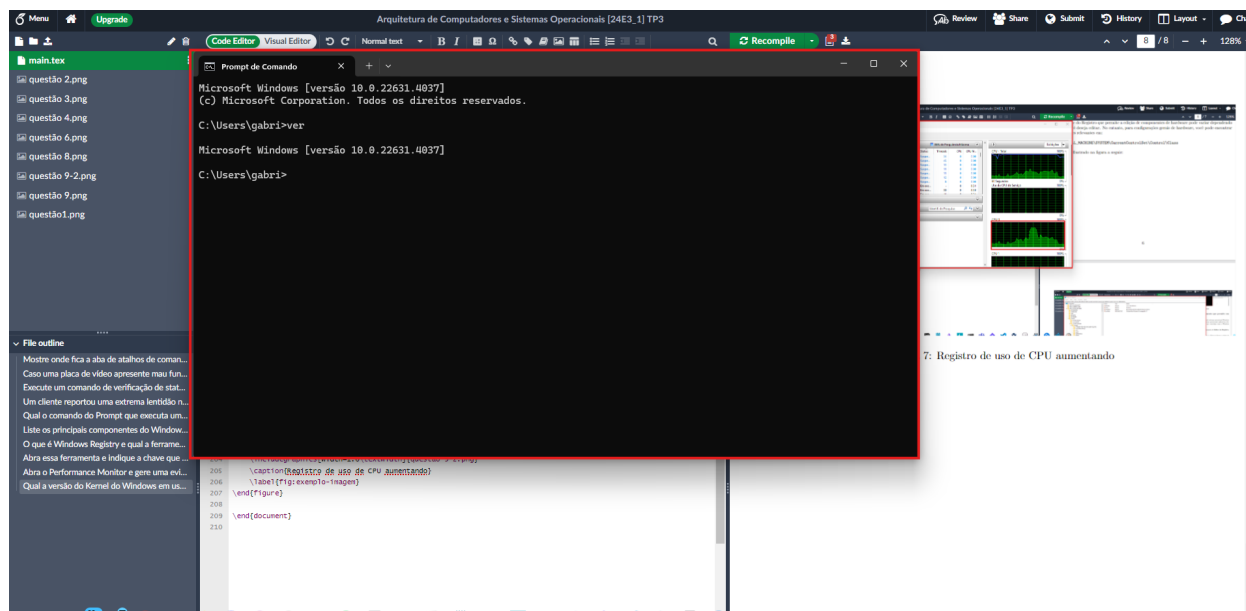 Menu Upgrade Arquitetura de Computadores e Sistemas Operacionais [24E3_1] TP3 Review Share Submit History Layout Ch
Code Editor Visual Editor Normal text B I Ω Recompile 8 /8 − + 128%
main.tex
questão 2.png
questão 3.png
questão 4.png
questão 6.png
questão 8.png
questão 9-2.png
questão 9.png
questão1.png
File outline
Mostre onde fica a aba de atalhos de coman...
Caso uma placa de vídeo apresente mau fun...
Execute um comando de verificação de stat...
Um cliente reportou uma extrema lentidão n...
Qual o comando do Prompt que executa um...
Liste os principais componentes do Window...
O que é Windows Registry e qual a ferrame...
Abra essa ferramenta e indique a chave que ...
Abra o Performance Monitor e gere uma evi...
Qual a versão do Kernel do Windows em us...
Prompt de Comando
Microsoft Windows [versão 10.0.22631.4037]
(c) Microsoft Corporation. Todos os direitos reservados.
C:\Users\gabri>ver
Microsoft Windows [versão 10.0.22631.4037]
C:\Users\gabri>
205 \caption{Registro de uso de CPU aumentando}
206 \label{fig:exemplo-imagem}
207 \end{figure}
208
209 \end{document}
210
7: Registro de uso de CPU aumentando